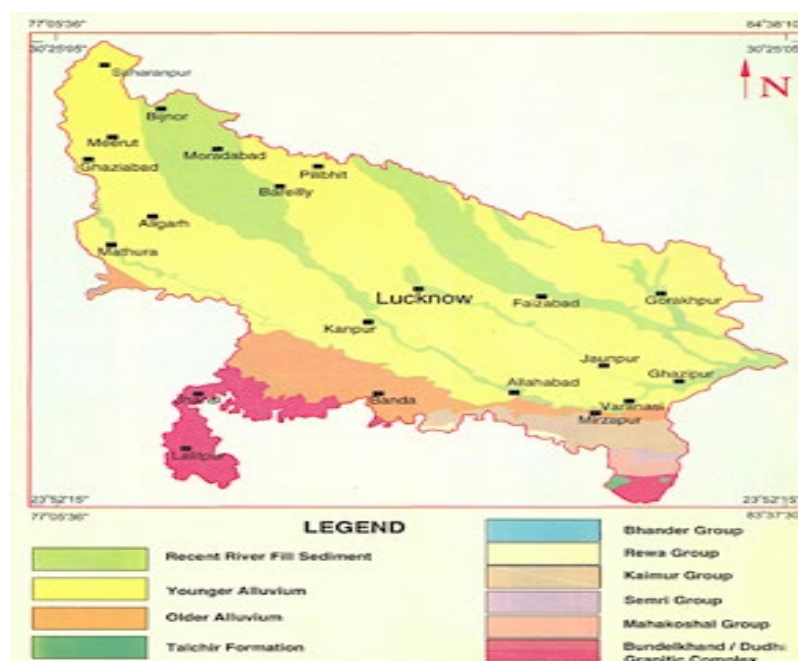 77°05'36" 84°38'10
30°25'05" 30°25'05
N
Saharanpur
Bijnor
Meerut
Moradabad
Ghaziabad
Pilibhit
Bareilly
Aligarh
Mathura
Lucknow
Faizabad
Gorakhpur
Kanpur
Jaunpur
Ghazipur
Allahabad
Jhansi
Banda
Varanasi
Mirzapur
Lalitpur
23°52'15" 23°52'15"
77°05'36" 83°37'30
LEGEND
Recent River Fill Sediment
Younger Alluvium
Older Alluvium
Talchir Formation
Bhander Group
Rewa Group
Kaimur Group
Semri Group
Mahakoshal Group
Bundelkhand / Dudhi
Granitic Complex